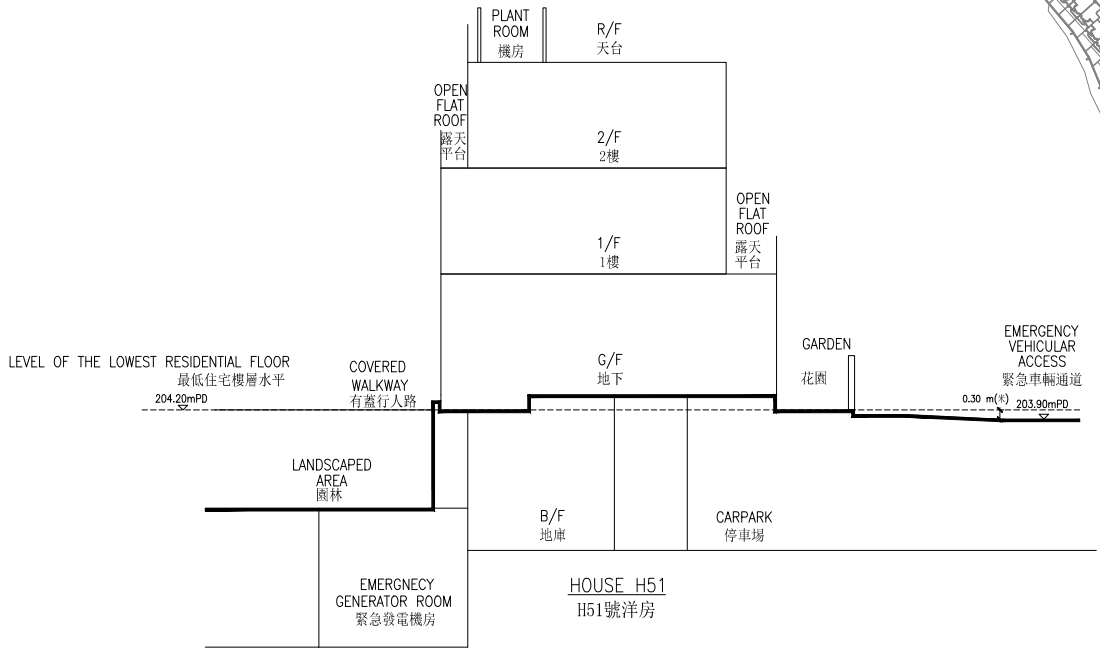 PLANT
ROOM
機房
R/F
天台
OPEN
FLAT
ROOF
露天
平台
2/F
2樓
OPEN
FLAT
ROOF
露天
平台
1/F
1樓
LEVEL OF THE LOWEST RESIDENTIAL FLOOR
最低住宅樓層水平
204.20mPD
COVERED
WALKWAY
有蓋行人路
G/F
地下
GARDEN
花園
EMERGENCY
VEHICULAR
ACCESS
緊急車輛通道
0.30 m(米)
203.90mPD
LANDSCAPED
AREA
園林
B/F
地庫
CARPARK
停車場
EMERGNECY
GENERATOR ROOM
緊急發電機房
HOUSE H51
H51號洋房